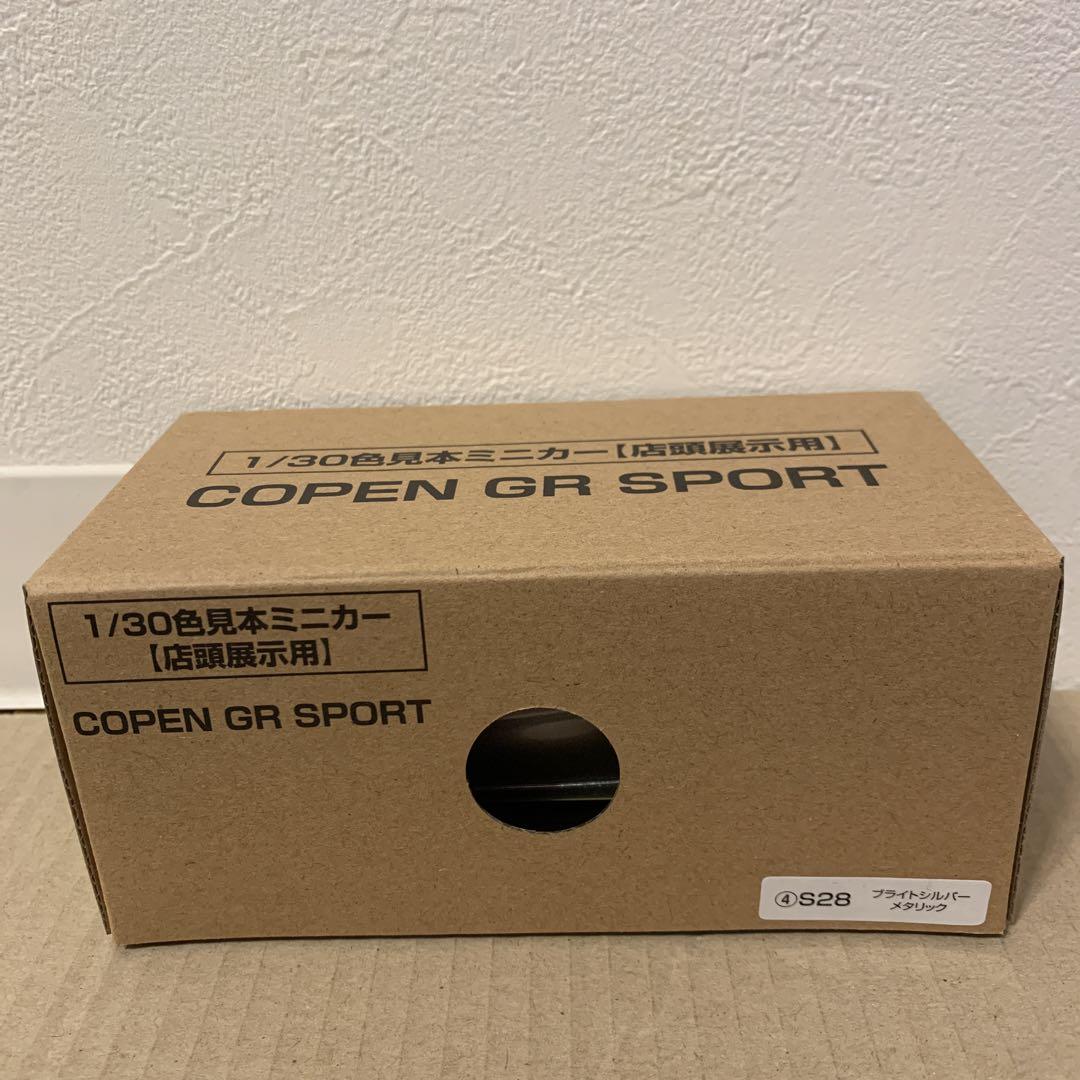 1/30色見本ミニカー【店頭展示用】
COPEN GR SPORT
1/30色見本ミニカー
【店頭展示用】
COPEN GR SPORT
④S28 ブライトシルバー
メタリック